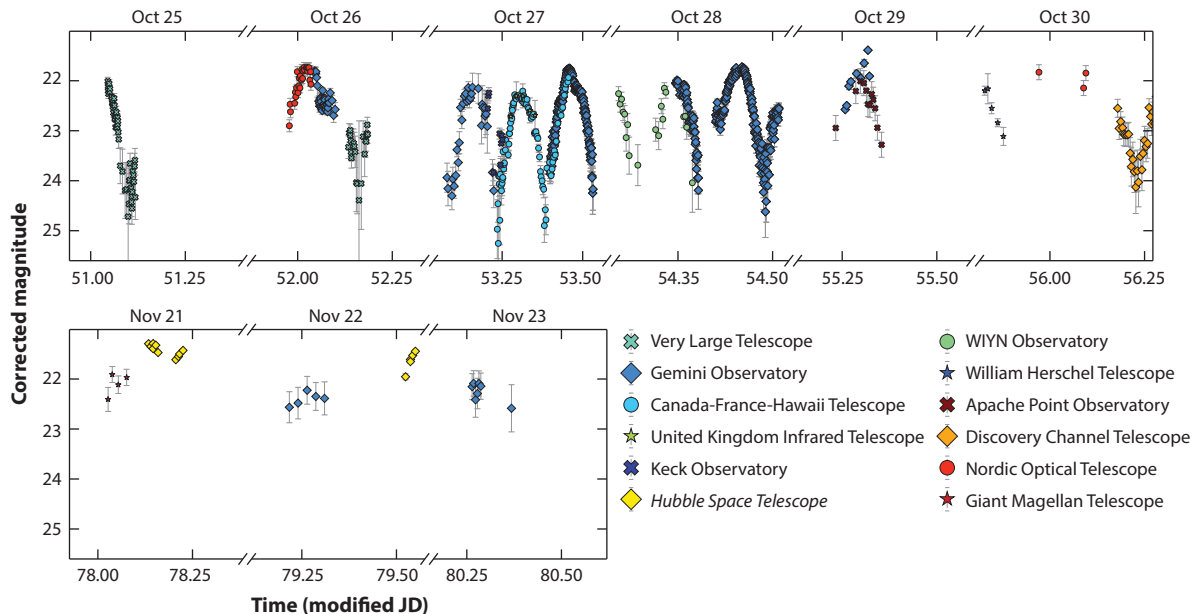 Oct 25 Oct 26 Oct 27 Oct 28 Oct 29 Oct 30
22
23
24
25
51.00 51.25 52.00 52.25 53.25 53.50 54.35 54.50 55.25 55.50 56.00 56.25
Corrected magnitude
Nov 21 Nov 22 Nov 23
22
23
24
25
78.00 78.25 79.25 79.50 80.25 80.50
Time (modified JD)
Very Large Telescope
Gemini Observatory
Canada-France-Hawaii Telescope
United Kingdom Infrared Telescope
Keck Observatory
Hubble Space Telescope
WIYN Observatory
William Herschel Telescope
Apache Point Observatory
Discovery Channel Telescope
Nordic Optical Telescope
Giant Magellan Telescope